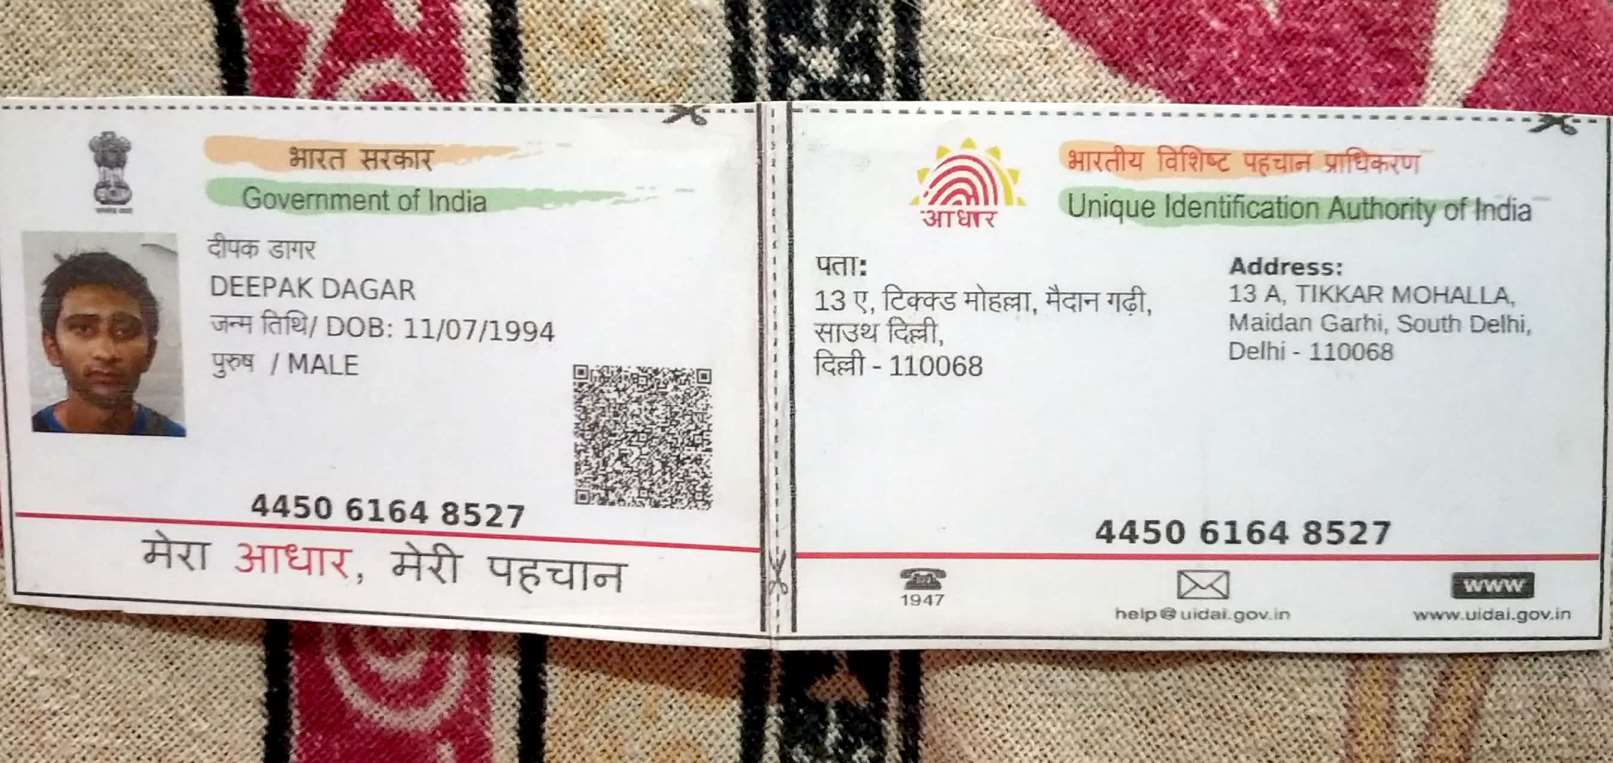 भारत सरकार
Government of India
दीपक डागर
DEEPAK DAGAR
जन्म तिथि/ DOB: 11/07/1994
पुरुष / MALE
4450 6164 8527
मेरा आधार, मेरी पहचान
आधार
भारतीय विशिष्ट पहचान प्राधिकरण
Unique Identification Authority of India
पता:
13 ए, टिक्क्ड मोहल्ला, मैदान गढ़ी,
साउथ दिल्ली,
दिल्ली - 110068
Address:
13 A, TIKKAR MOHALLA,
Maidan Garhi, South Delhi,
Delhi - 110068
4450 6164 8527
1947
help@uidai.gov.in
www
www.uidai.gov.in